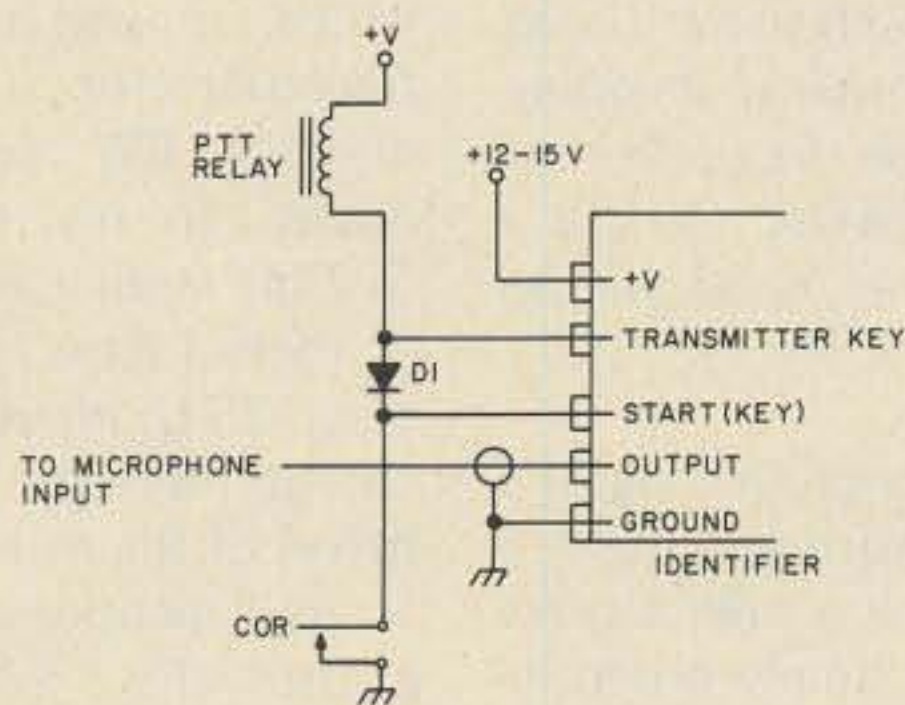 +V
PTT
RELAY
+12-15V
+V
TRANSMITTER KEY
D1
START(KEY)
TO MICROPHONE
INPUT
OUTPUT
GROUND
IDENTIFIER
COR